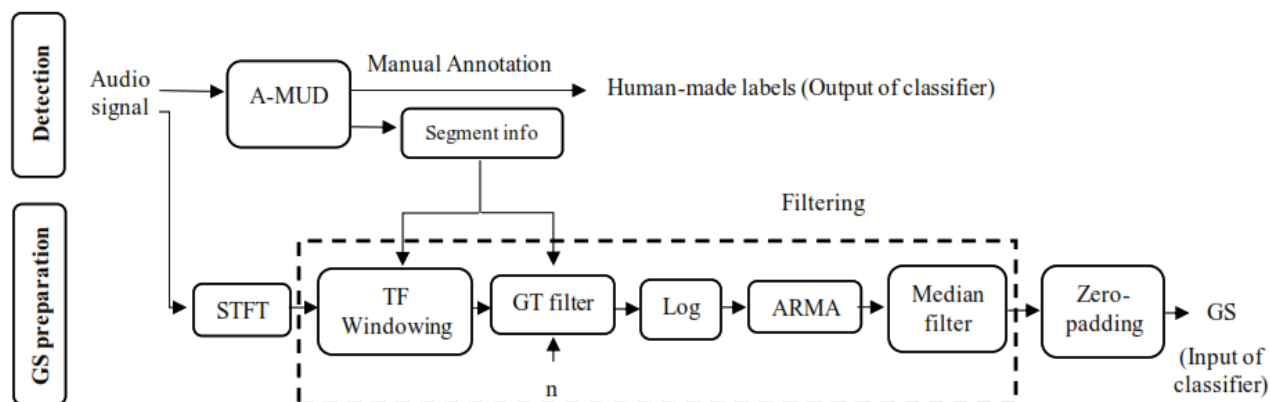 Detection
Audio
signal
A-MUD
Manual Annotation
Human-made labels (Output of classifier)
Segment info
GS preparation
Filtering
STFT
TF
Windowing
GT filter
n
Log
ARMA
Median
filter
Zero-
padding
GS
(Input of
classifier)